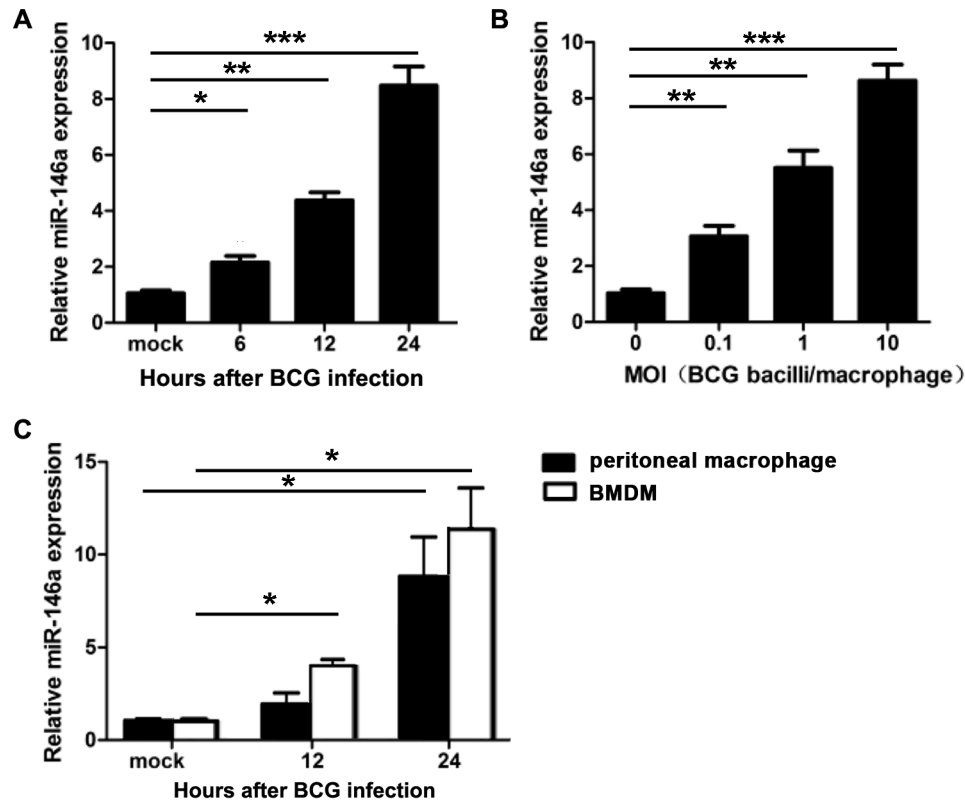 A
Relative miR-146a expression
10
8
6
4
2
0
***
**
*
mock 6 12 24
Hours after BCG infection
B
Relative miR-146a expression
10
8
6
4
2
0
***
**
**
0 0.1 1 10
MOI（BCG bacilli/macrophage）
C
Relative miR-146a expression
15
10
5
0
*
*
*
mock 12 24
Hours after BCG infection
peritoneal macrophage
BMDM